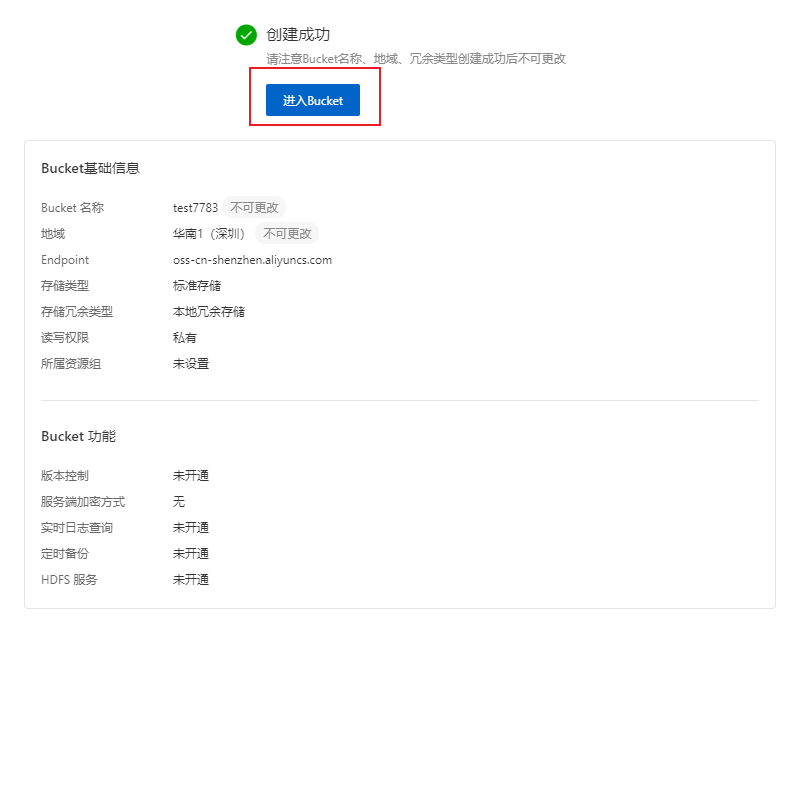 创建成功
请注意Bucket名称、地域、冗余类型创建成功后不可更改
进入Bucket
Bucket基础信息
Bucket 名称 test7783 不可更改
地域 华南1（深圳） 不可更改
Endpoint oss-cn-shenzhen.aliyuncs.com
存储类型 标准存储
存储冗余类型 本地冗余存储
读写权限 私有
所属资源组 未设置
Bucket 功能
版本控制 未开通
服务端加密方式 无
实时日志查询 未开通
定时备份 未开通
HDFS 服务 未开通